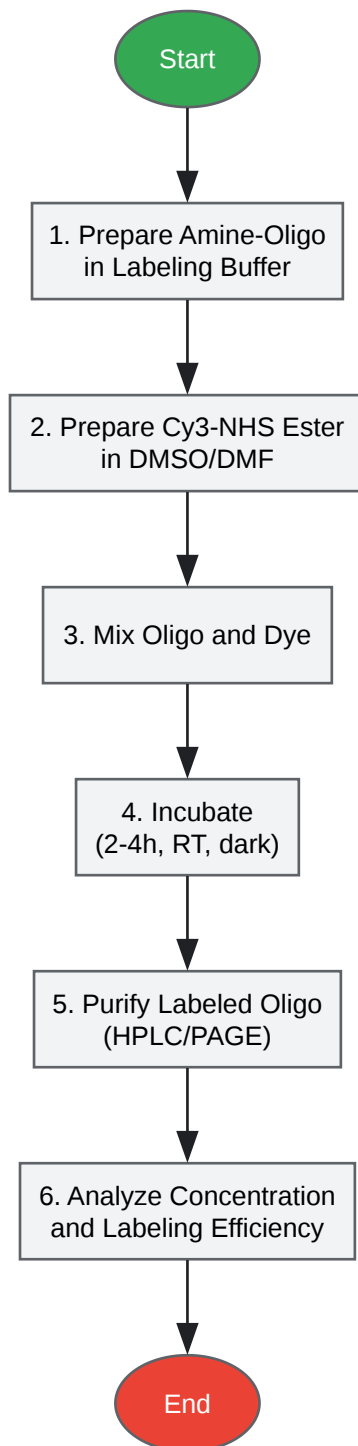 Start
1. Prepare Amine-Oligo
in Labeling Buffer
2. Prepare Cy3-NHS Ester
in DMSO/DMF
3. Mix Oligo and Dye
4. Incubate
(2-4h, RT, dark)
5. Purify Labeled Oligo
(HPLC/PAGE)
6. Analyze Concentration
and Labeling Efficiency
End